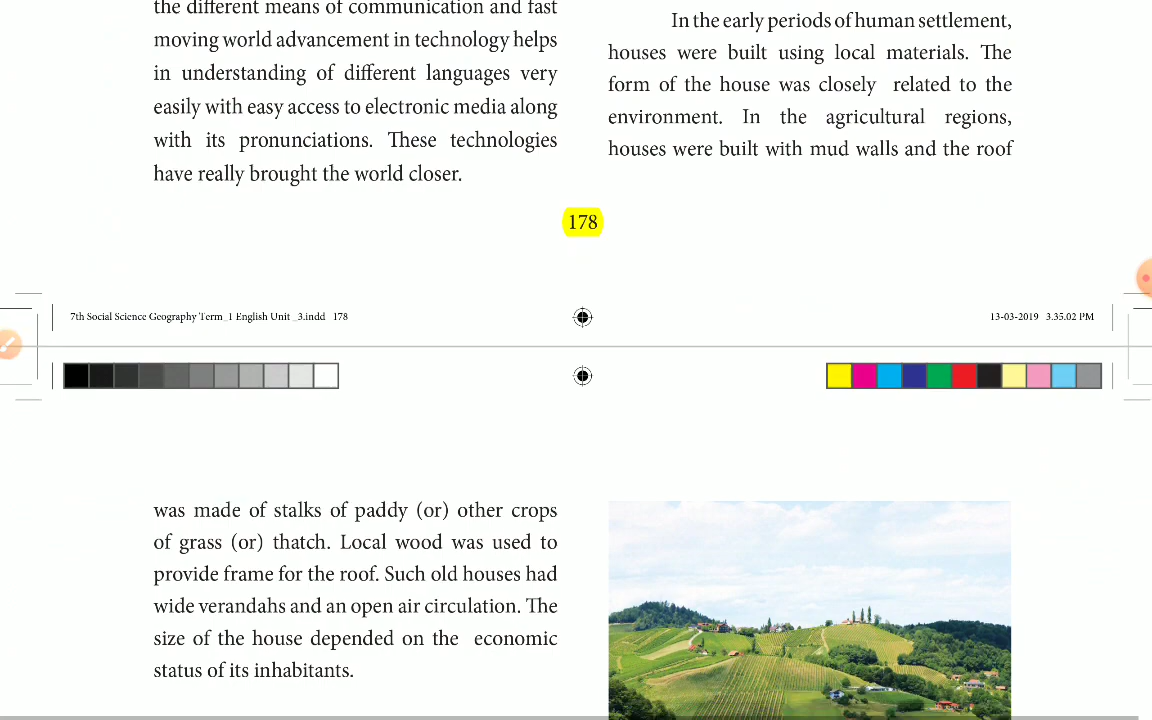 the different means of communication and fast
moving world advancement in technology helps
in understanding of different languages very
easily with easy access to electronic media along
with its pronunciations. These technologies
have really brought the world closer.
In the early periods of human settlement,
houses were built using local materials. The
form of the house was closely related to the
environment. In the agricultural regions,
houses were built with mud walls and the roof
178
7th Social Science Geography Term_1 English Unit _3.indd 178
13-03-2019 3.35.02 PM
was made of stalks of paddy (or) other crops
of grass (or) thatch. Local wood was used to
provide frame for the roof. Such old houses had
wide verandahs and an open air circulation. The
size of the house depended on the economic
status of its inhabitants.